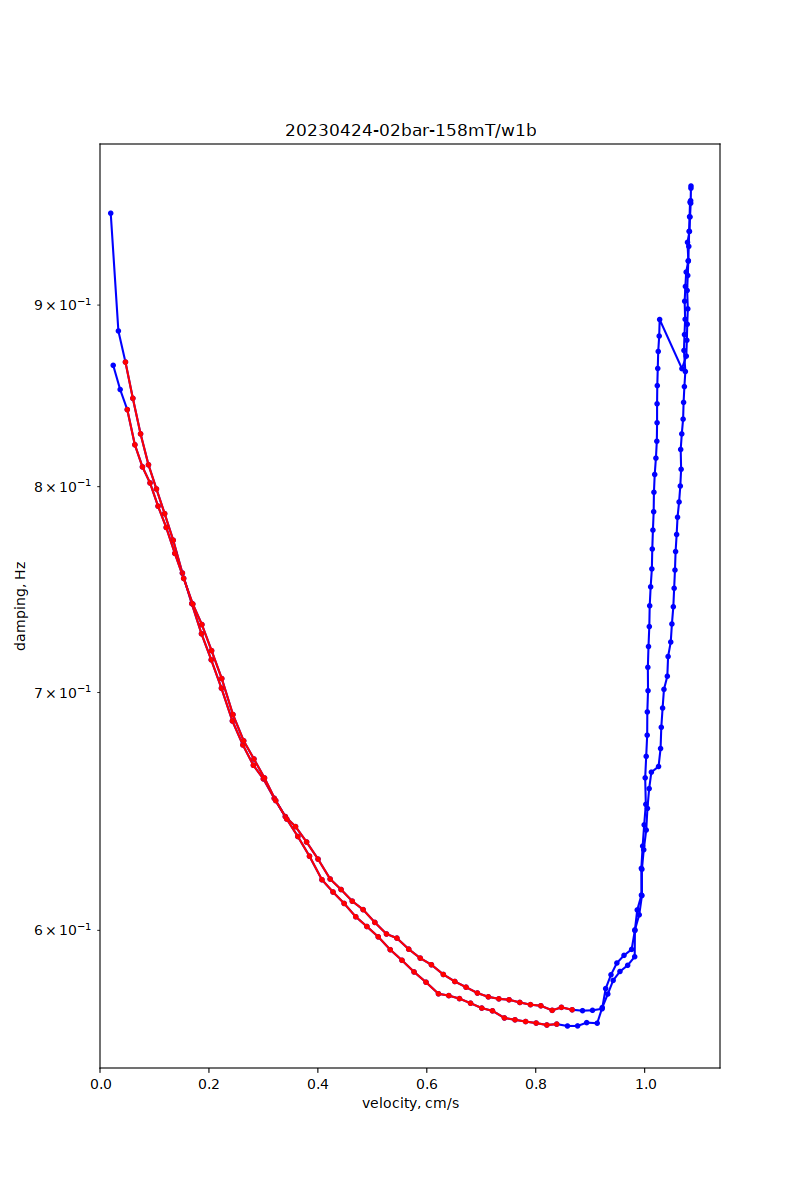 20230424-02bar-158mT/w1b
9 × 10⁻¹
8 × 10⁻¹
7 × 10⁻¹
6 × 10⁻¹
damping, Hz
0.0 0.2 0.4 0.6 0.8 1.0
velocity, cm/s